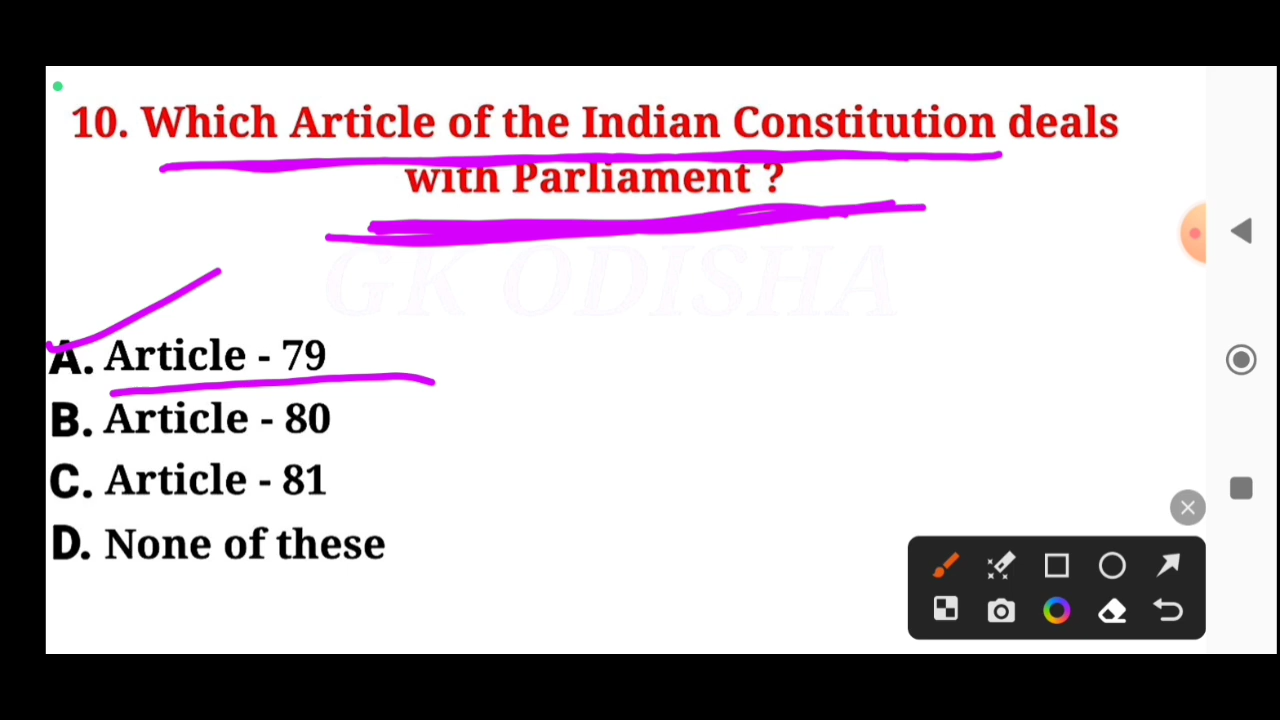 10. Which Article of the Indian Constitution deals
with Parliament ?
GK ODISHA
A. Article - 79
B. Article - 80
C. Article - 81
D. None of these